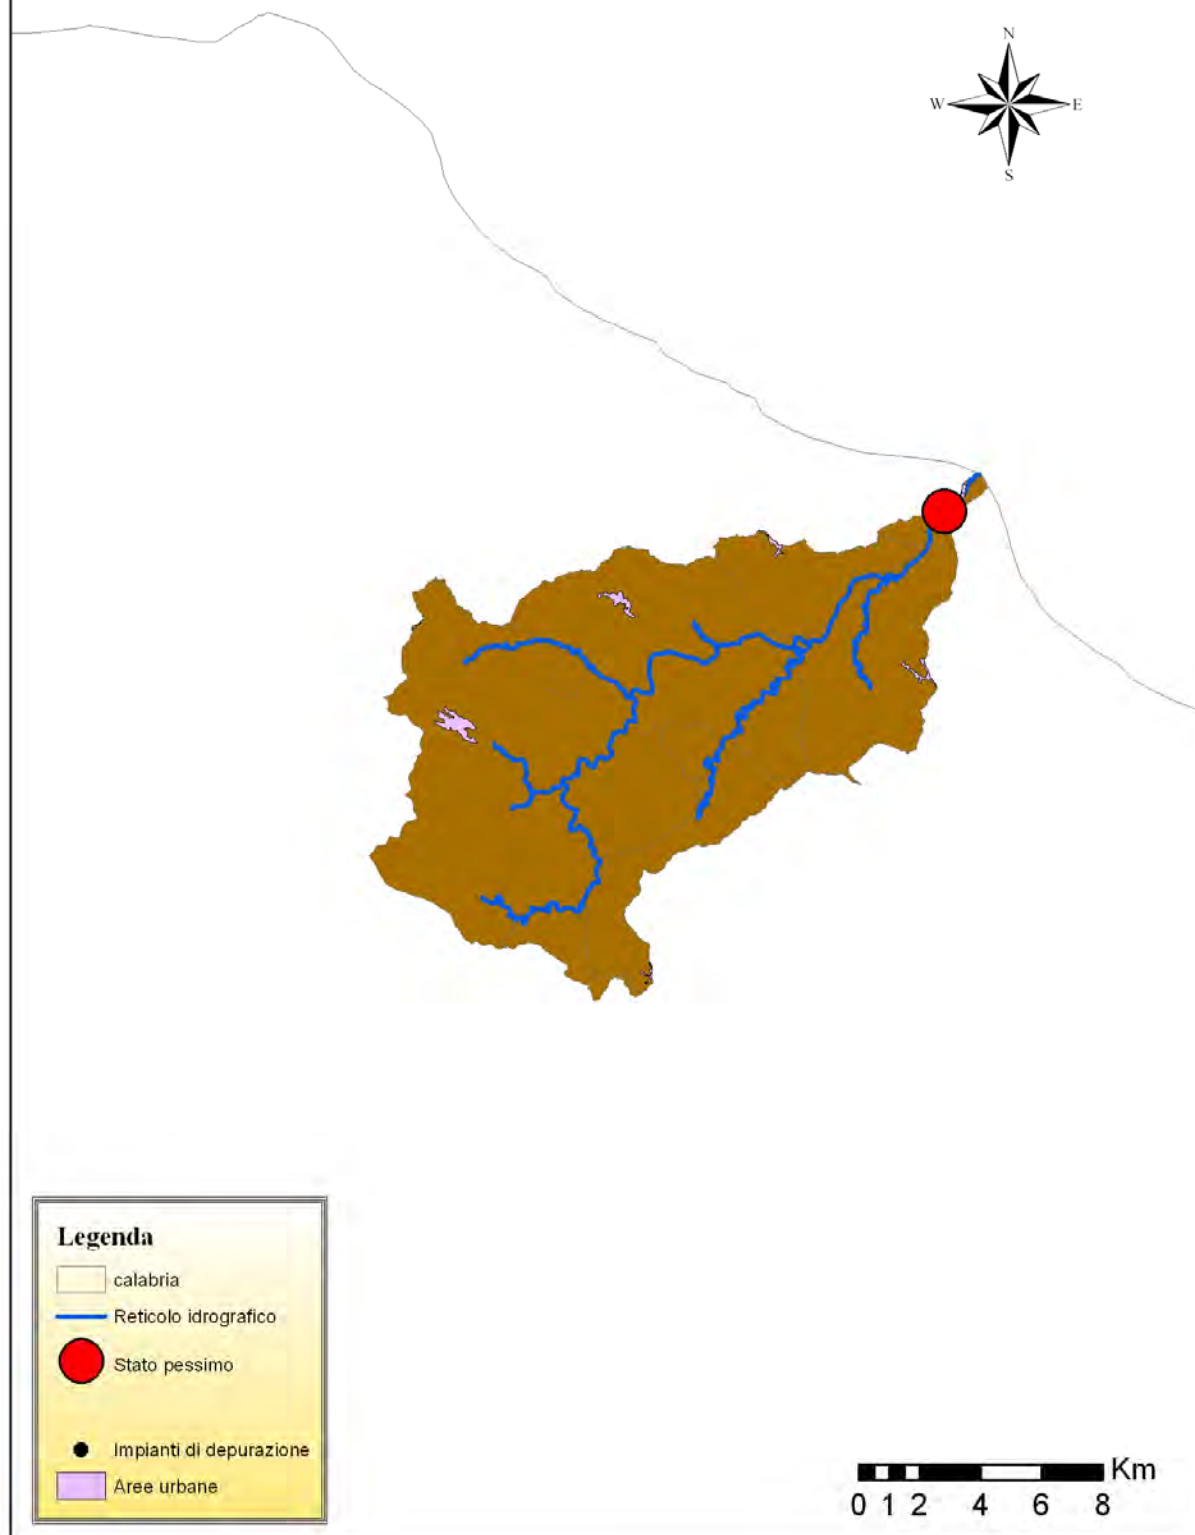 N
W E
S
Legenda
calabria
Reticolo idrografico
Stato pessimo
Impianti di depurazione
Aree urbane
Km
0 1 2 4 6 8